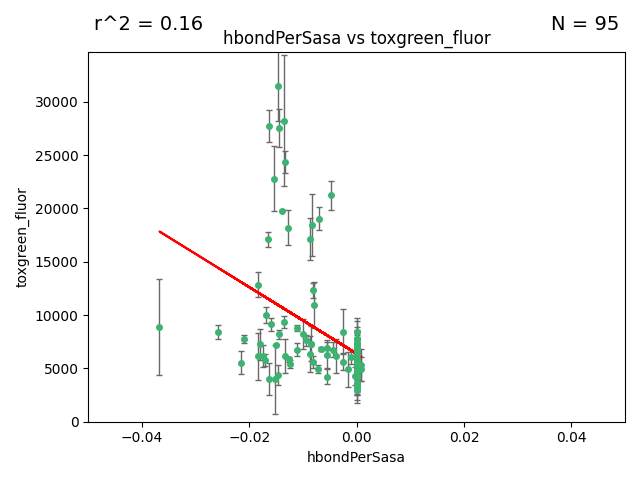 r^2 = 0.16
N = 95
hbondPerSasa vs toxgreen_fluor
toxgreen_fluor
30000
25000
20000
15000
10000
5000
0
−0.04
−0.02
0.00
0.02
0.04
hbondPerSasa